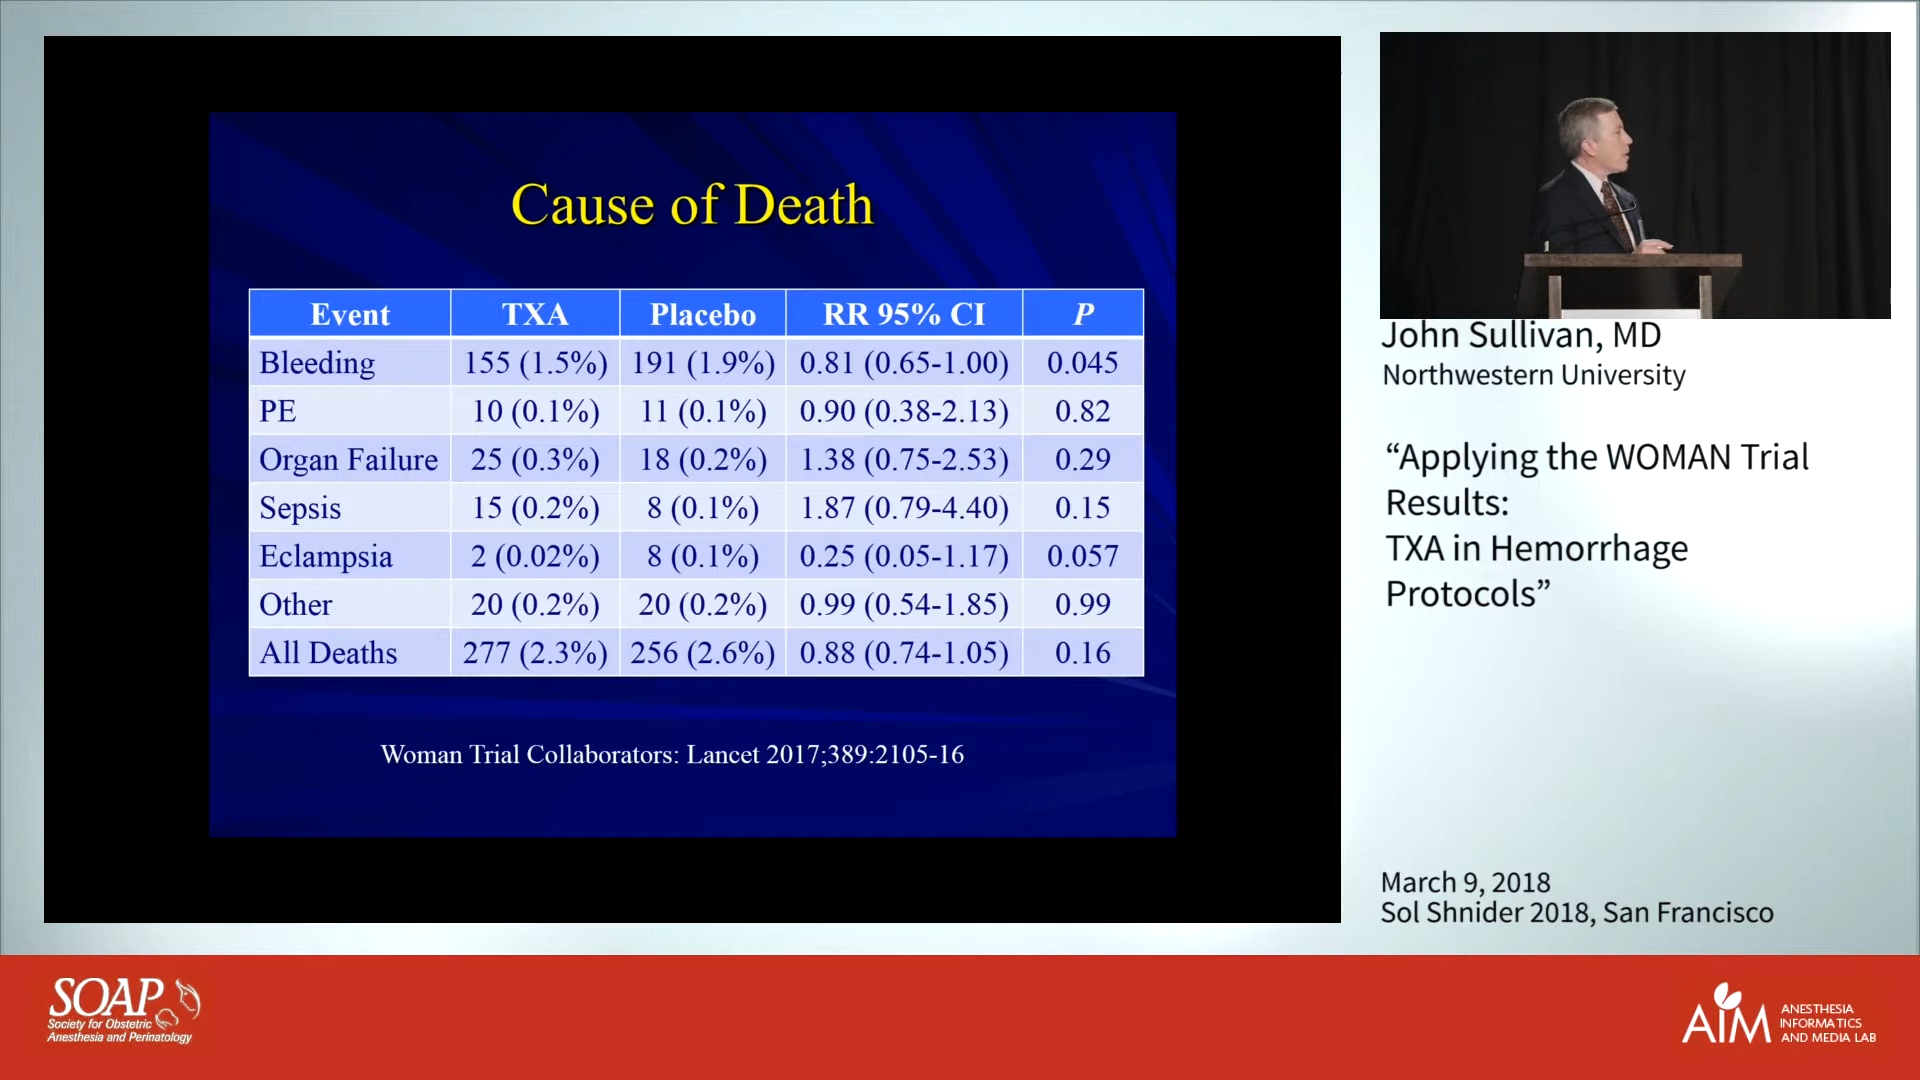 Cause of Death
Event TXA Placebo RR 95% CI P
Bleeding 155 (1.5%) 191 (1.9%) 0.81 (0.65-1.00) 0.045
PE 10 (0.1%) 11 (0.1%) 0.90 (0.38-2.13) 0.82
Organ Failure 25 (0.3%) 18 (0.2%) 1.38 (0.75-2.53) 0.29
Sepsis 15 (0.2%) 8 (0.1%) 1.87 (0.79-4.40) 0.15
Eclampsia 2 (0.02%) 8 (0.1%) 0.25 (0.05-1.17) 0.057
Other 20 (0.2%) 20 (0.2%) 0.99 (0.54-1.85) 0.99
All Deaths 277 (2.3%) 256 (2.6%) 0.88 (0.74-1.05) 0.16
Woman Trial Collaborators: Lancet 2017;389:2105-16
John Sullivan, MD
Northwestern University
“Applying the WOMAN Trial
Results:
TXA in Hemorrhage
Protocols”
March 9, 2018
Sol Shnider 2018, San Francisco
SOAP
Society for Obstetric
Anesthesia and Perinatology
AIM
ANESTHESIA
INFORMATICS
AND MEDIA LAB